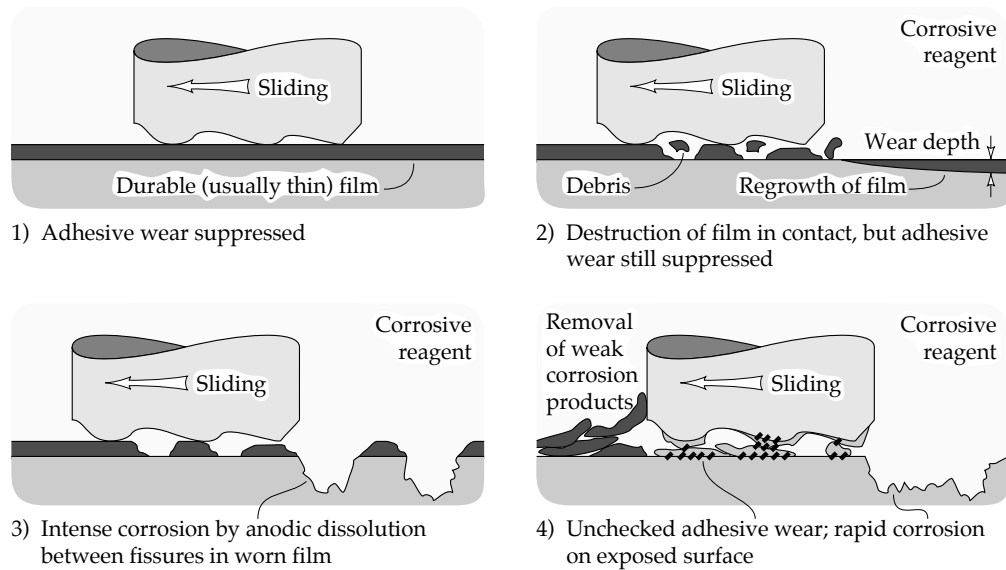 Sliding
Durable (usually thin) film
1) Adhesive wear suppressed
Corrosive
reagent
Sliding
Wear depth
Debris
Regrowth of film
2) Destruction of film in contact, but adhesive
wear still suppressed
Corrosive
reagent
Sliding
3) Intense corrosion by anodic dissolution
between fissures in worn film
Removal
of weak
corrosion
products
Corrosive
reagent
Sliding
4) Unchecked adhesive wear; rapid corrosion
on exposed surface